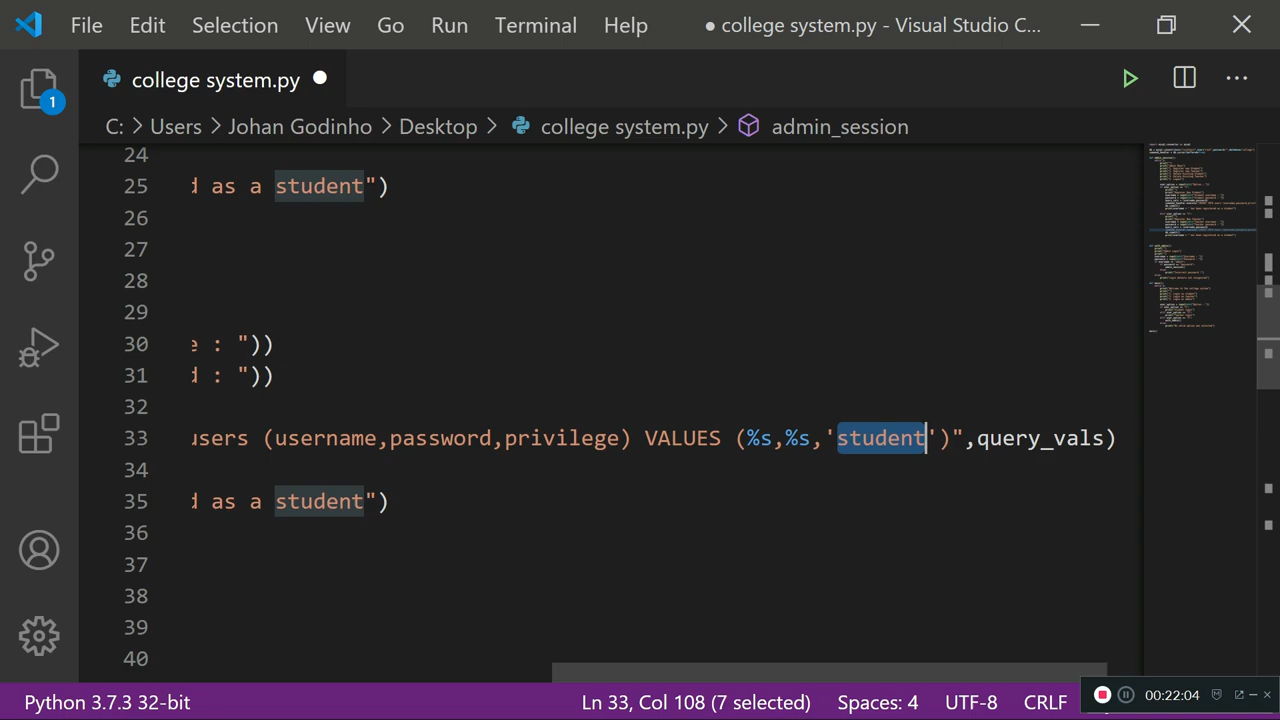 File Edit Selection View Go Run Terminal Help ● college system.py - Visual Studio C...
college system.py
1
C: > Users > Johan Godinho > Desktop > college system.py > admin_session
24
25 d as a student")
26
27
28
29
30 e : "))
31 d : "))
32
33 users (username,password,privilege) VALUES (%s,%s,'student')",query_vals)
34
35 d as a student")
36
37
38
39
40
Python 3.7.3 32-bit Ln 33, Col 108 (7 selected) Spaces: 4 UTF-8 CRLF
00:22:04